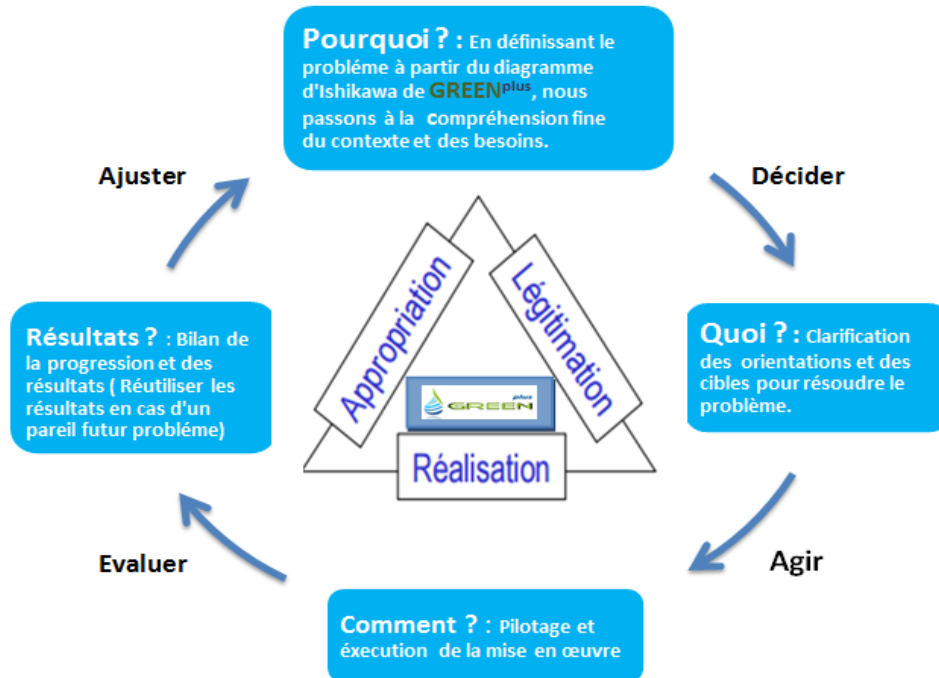 Pourquoi ? : En définissant le
probléme à partir du diagramme
d'Ishikawa de GREENplus, nous
passons à la compréhension fine
du contexte et des besoins.
Ajuster
Décider
Appropriation
Légitimation
Résultats ? : Bilan de
la progression et des
résultats ( Réutiliser les
résultats en cas d'un
pareil futur probléme)
Quoi ? : Clarification
des orientations et des
cibles pour résoudre le
problème.
plus
GREEN
Réalisation
Evaluer
Agir
Comment ? : Pilotage et
éxecution de la mise en œuvre